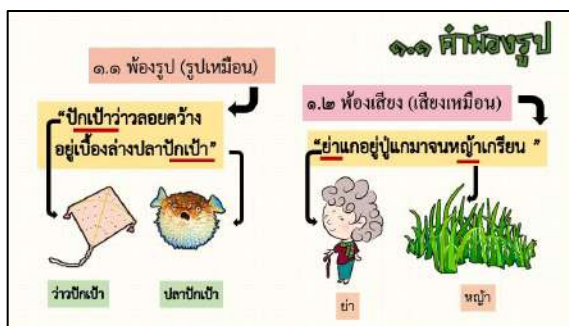 ๑.๑ คำพ้องรูป
๑.๑ พ้องรูป (รูปเหมือน)
“ปักเป้าว่าวลอยคว้าง
อยู่เบื้องล่างปลาปักเป้า”
ว่าวปักเป้า
ปลาปักเป้า
๑.๒ พ้องเสียง (เสียงเหมือน)
“ย่าแกอยู่ปู่แกมาจนหญ้าเกรียน ”
ย่า
หญ้า